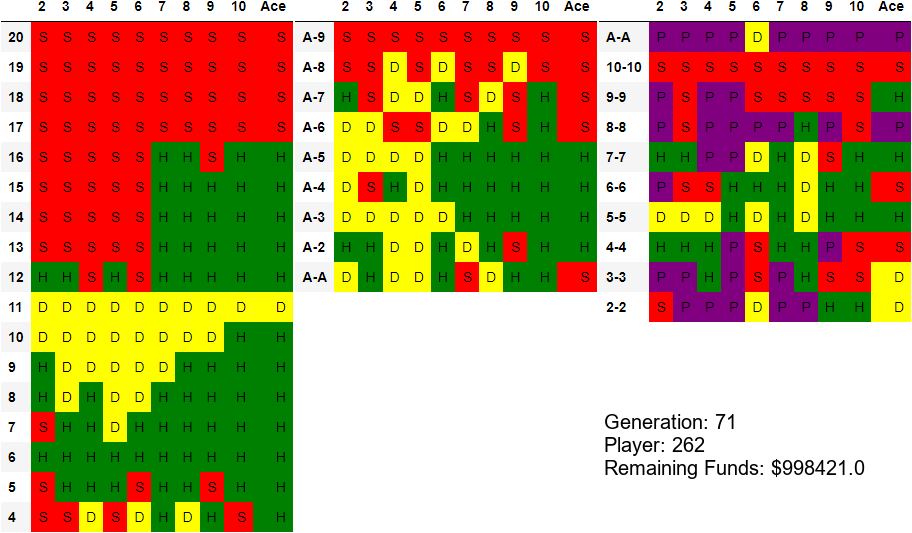 2 3 4 5 6 7 8 9 10 Ace
20 S S S S S S S S S S
19 S S S S S S S S S S
18 S S S S S S S S S S
17 S S S S S S S S S S
16 S S S S S H H S H H
15 S S S S S H H H H H
14 S S S S S H H H H H
13 S S S S S H H H H H
12 H H S H S H H H H H
11 D D D D D D D D D D
10 D D D D D D D D H H
9 H D D D D D H H H H
8 H D H D D H H H H H
7 S H H D H H H H H H
6 H H H H H H H H H H
5 S H H H S H H S H H
4 S S D S D H D H S H
2 3 4 5 6 7 8 9 10 Ace
A-9 S S S S S S S S S S
A-8 S S D S D S S D S S
A-7 H S D D H S D S H S
A-6 D D S S D D H S H S
A-5 D D D D H H H H H H
A-4 D S H D H H H H H H
A-3 D D D D D H H H H H
A-2 H H D D H D H S H H
A-A D H D D H S D H H S
2 3 4 5 6 7 8 9 10 Ace
A-A P P P P D P P P P P
10-10 S S S S S S S S S S
9-9 P S P P S S S S S H
8-8 P S P P P P H P S P
7-7 H H P P D H D S H H
6-6 P S S H H H D H H S
5-5 D D D H D H D H H H
4-4 H H H P S H H P S S
3-3 P P H P S P H S S D
2-2 S P P P D P P H H D
Generation: 71
Player: 262
Remaining Funds: $998421.0